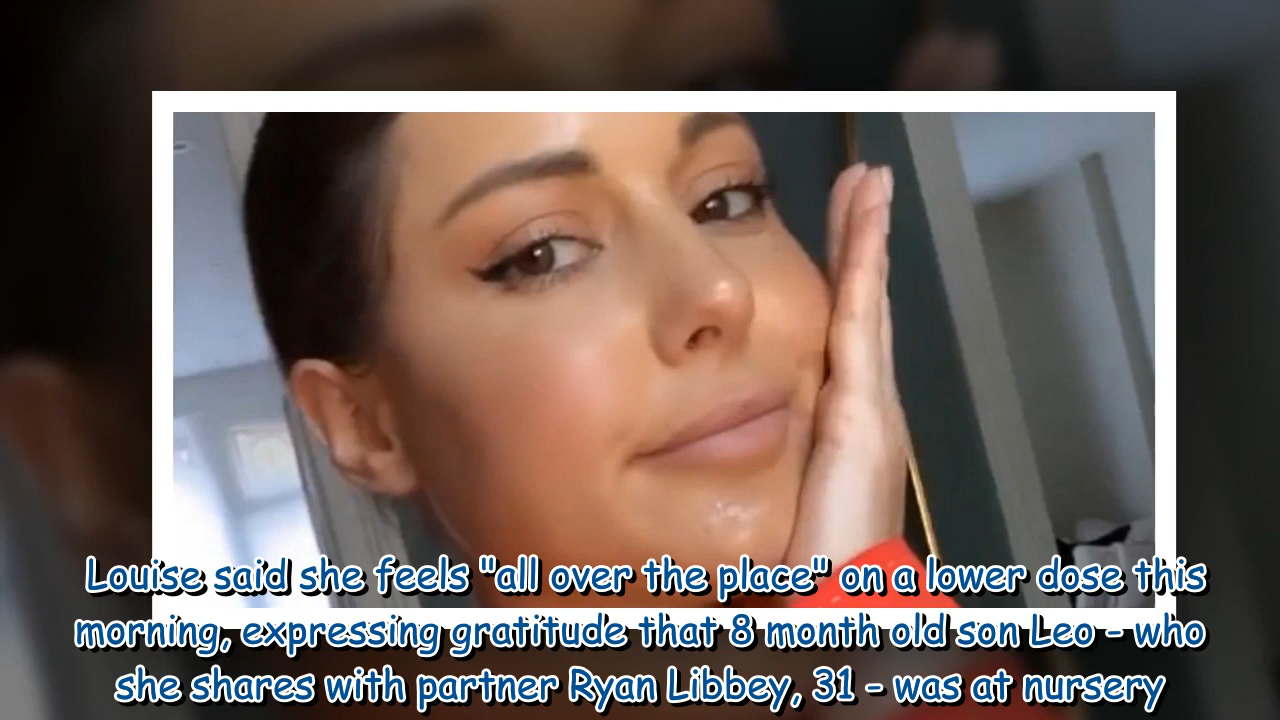 Louise said she feels "all over the place" on a lower dose this
morning, expressing gratitude that 8 month old son Leo - who
she shares with partner Ryan Libbey, 31 - was at nursery